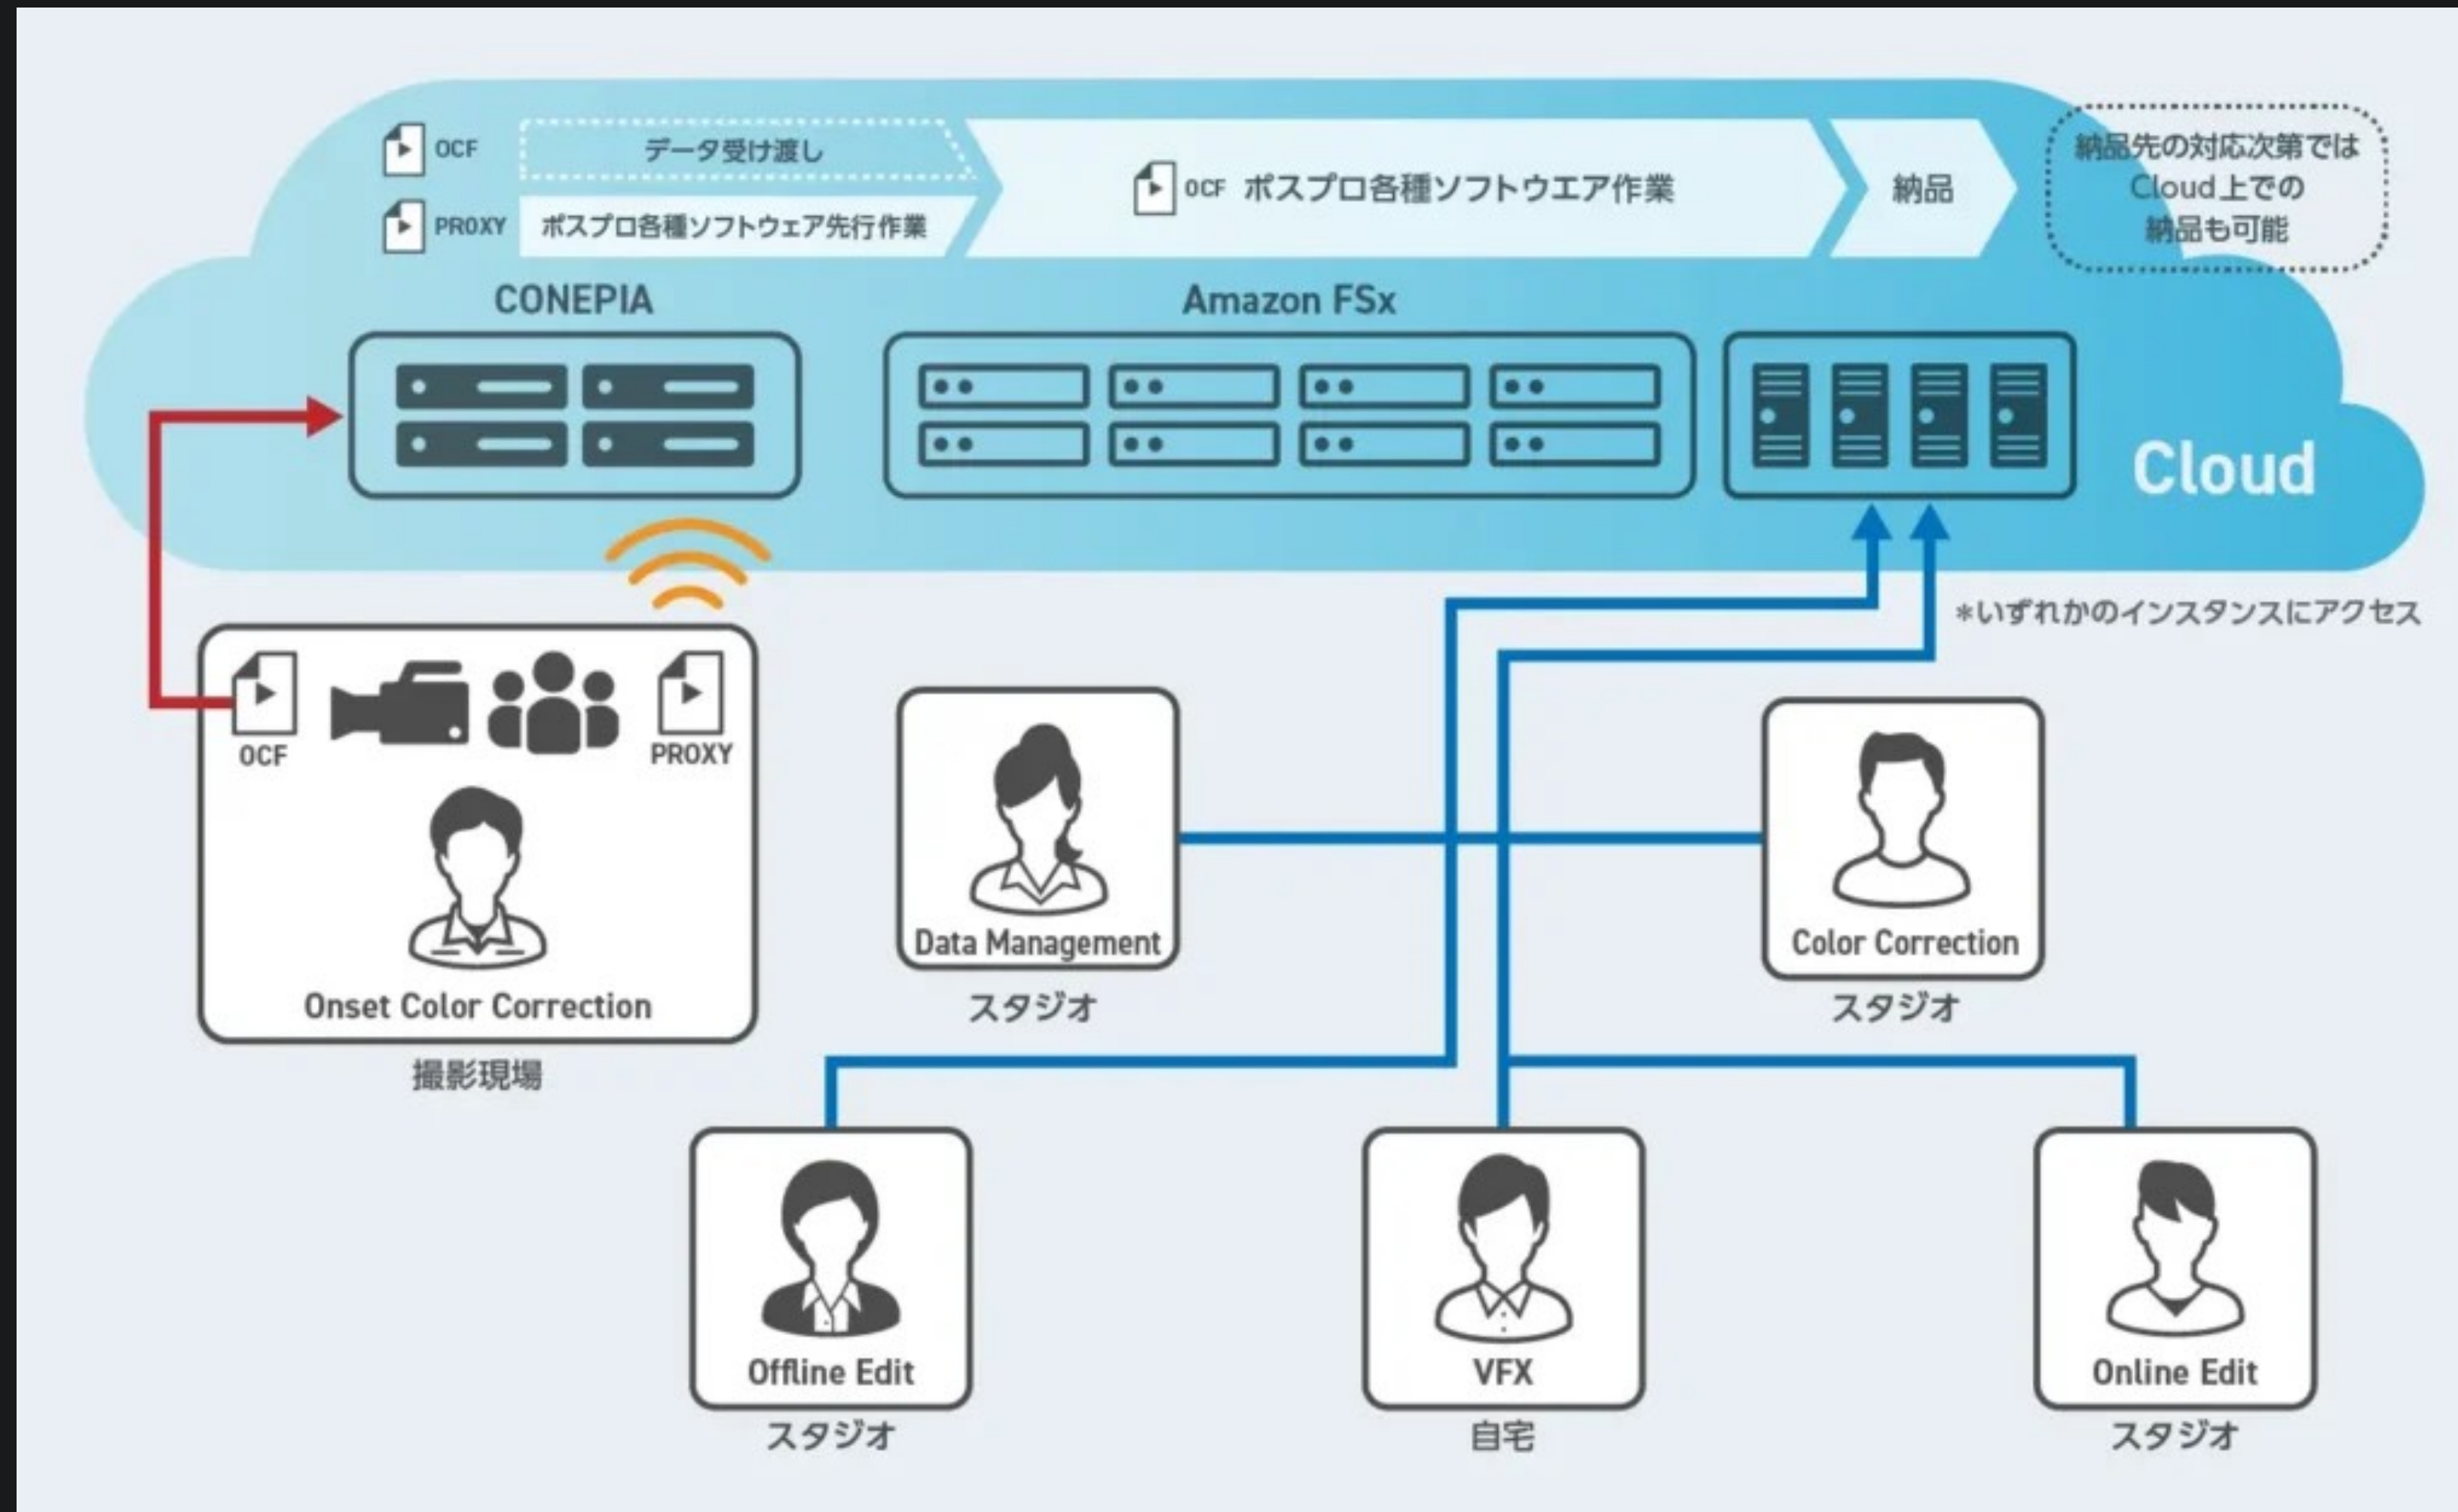 OCF
データ受け渡し
PROXY
ポスプロ各種ソフトウェア先行作業
OCF ポスプロ各種ソフトウエア作業
納品
納品先の対応次第では
Cloud上での
納品も可能
CONEPIA
Amazon FSx
Cloud
*いずれかのインスタンスにアクセス
OCF
PROXY
Onset Color Correction
撮影現場
Data Management
スタジオ
Color Correction
スタジオ
Offline Edit
スタジオ
VFX
自宅
Online Edit
スタジオ